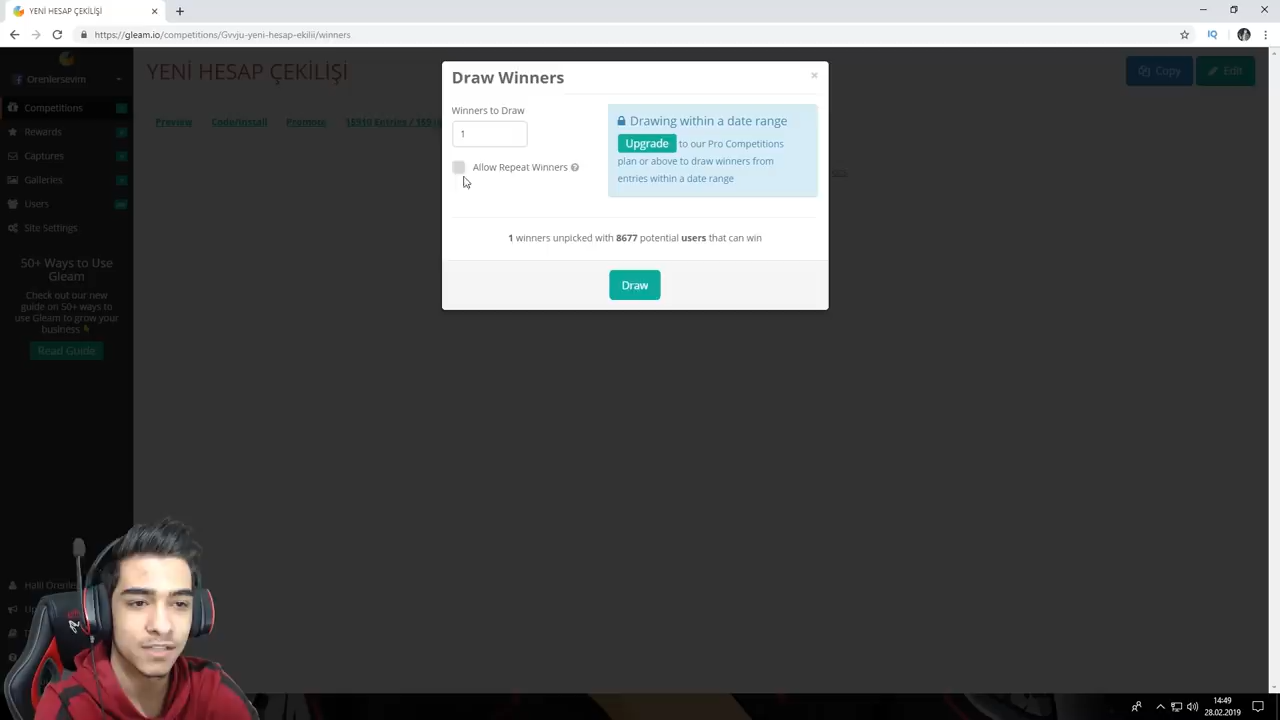 YENİ HESAP ÇEKİLİŞİ
https://gleam.io/competitions/Gvvju-yeni-hesap-ekilii/winners
Orenlersevim
YENİ HESAP ÇEKİLİŞİ
Copy
Edit
Competitions
Rewards
Captures
Galleries
Users
Site Settings
Preview
Code/Install
Promote
Draw Winners
×
Winners to Draw
1
Allow Repeat Winners
Drawing within a date range
Upgrade to our Pro Competitions
plan or above to draw winners from
entries within a date range
1 winners unpicked with 8677 potential users that can win
Draw
50+ Ways to Use
Gleam
Check out our new
guide on 50+ ways to
use Gleam to grow your
business
Read Guide
14:49
28.02.2019